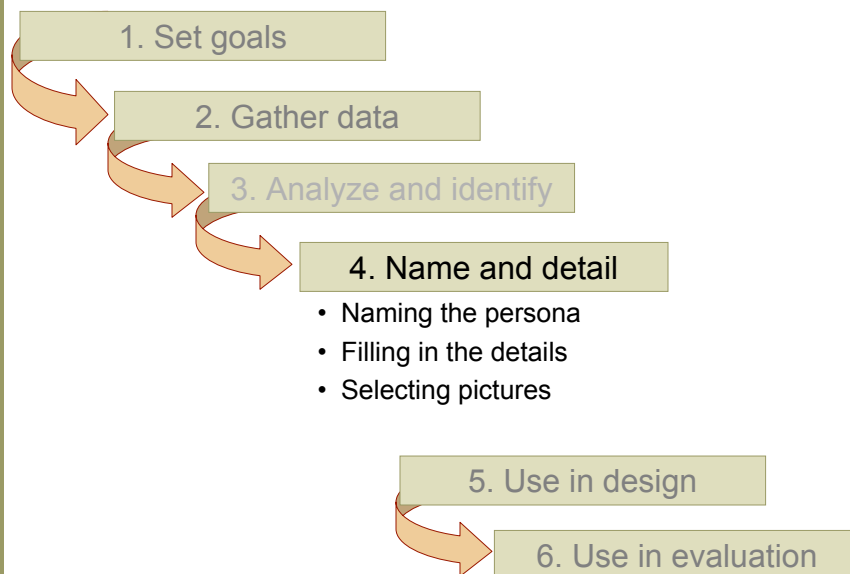 1. Set goals
2. Gather data
3. Analyze and identify
4. Name and detail
• Naming the persona
• Filling in the details
• Selecting pictures
5. Use in design
6. Use in evaluation